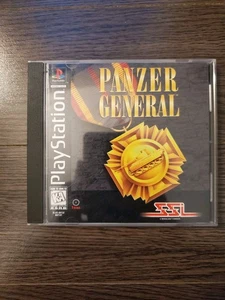 PlayStation
PANZER
GENERAL
SSI